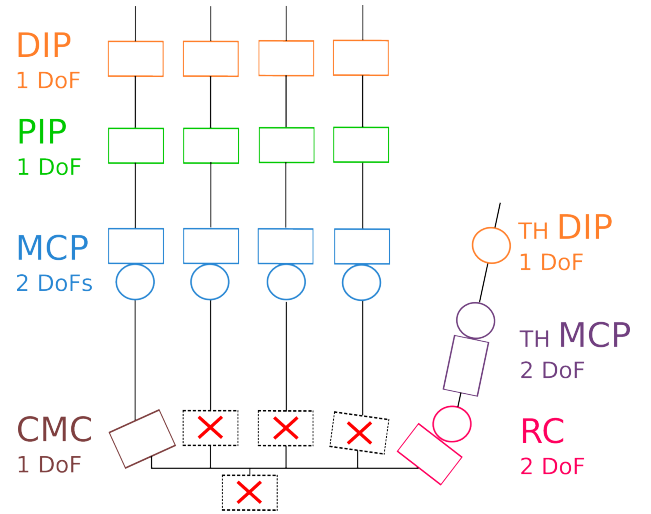 DIP
1 DoF
PIP
1 DoF
MCP
2 DoFs
CMC
1 DoF
TH DIP
1 DoF
TH MCP
2 DoF
RC
2 DoF